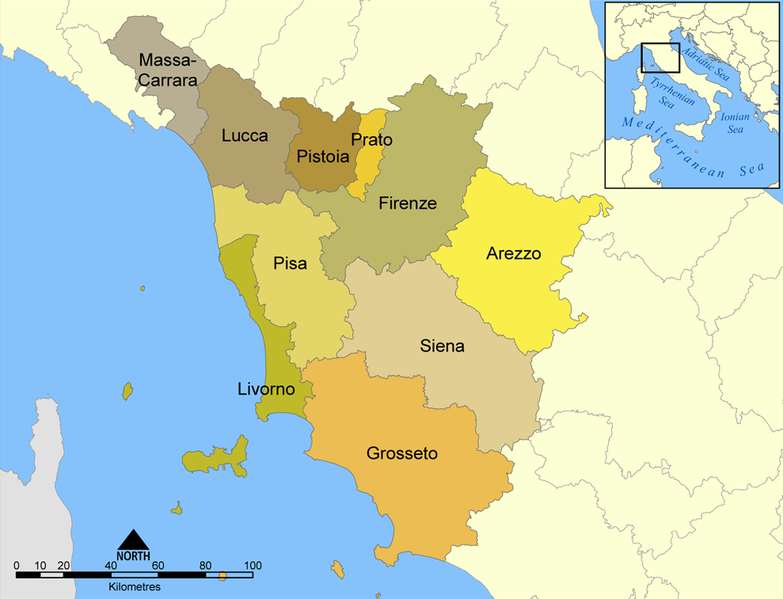 Massa-
Carrara
Lucca
Pistoia
Prato
Firenze
Arezzo
Pisa
Siena
Livorno
Grosseto
Adriatic Sea
Tyrrhenian
Sea
Ionian
Sea
Mediterranean Sea
NORTH
0 10 20 40 60 80 100
Kilometres